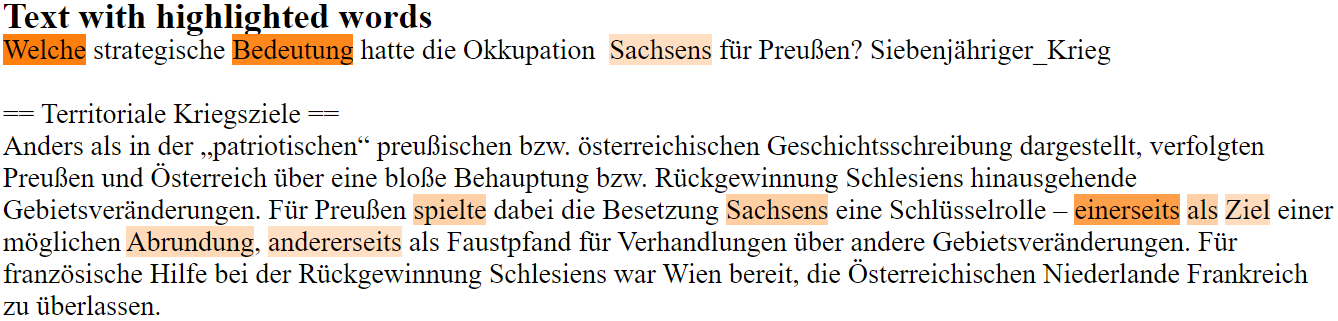 Text with highlighted words
Welche strategische Bedeutung hatte die Okkupation Sachsens für Preußen? Siebenjähriger_Krieg
== Territoriale Kriegsziele ==
Anders als in der „patriotischen“ preußischen bzw. österreichischen Geschichtsschreibung dargestellt, verfolgten
Preußen und Österreich über eine bloße Behauptung bzw. Rückgewinnung Schlesiens hinausgehende
Gebietsveränderungen. Für Preußen spielte dabei die Besetzung Sachsens eine Schlüsselrolle – einerseits als Ziel einer
möglichen Abrundung, andererseits als Faustpfand für Verhandlungen über andere Gebietsveränderungen. Für
französische Hilfe bei der Rückgewinnung Schlesiens war Wien bereit, die Österreichischen Niederlande Frankreich
zu überlassen.